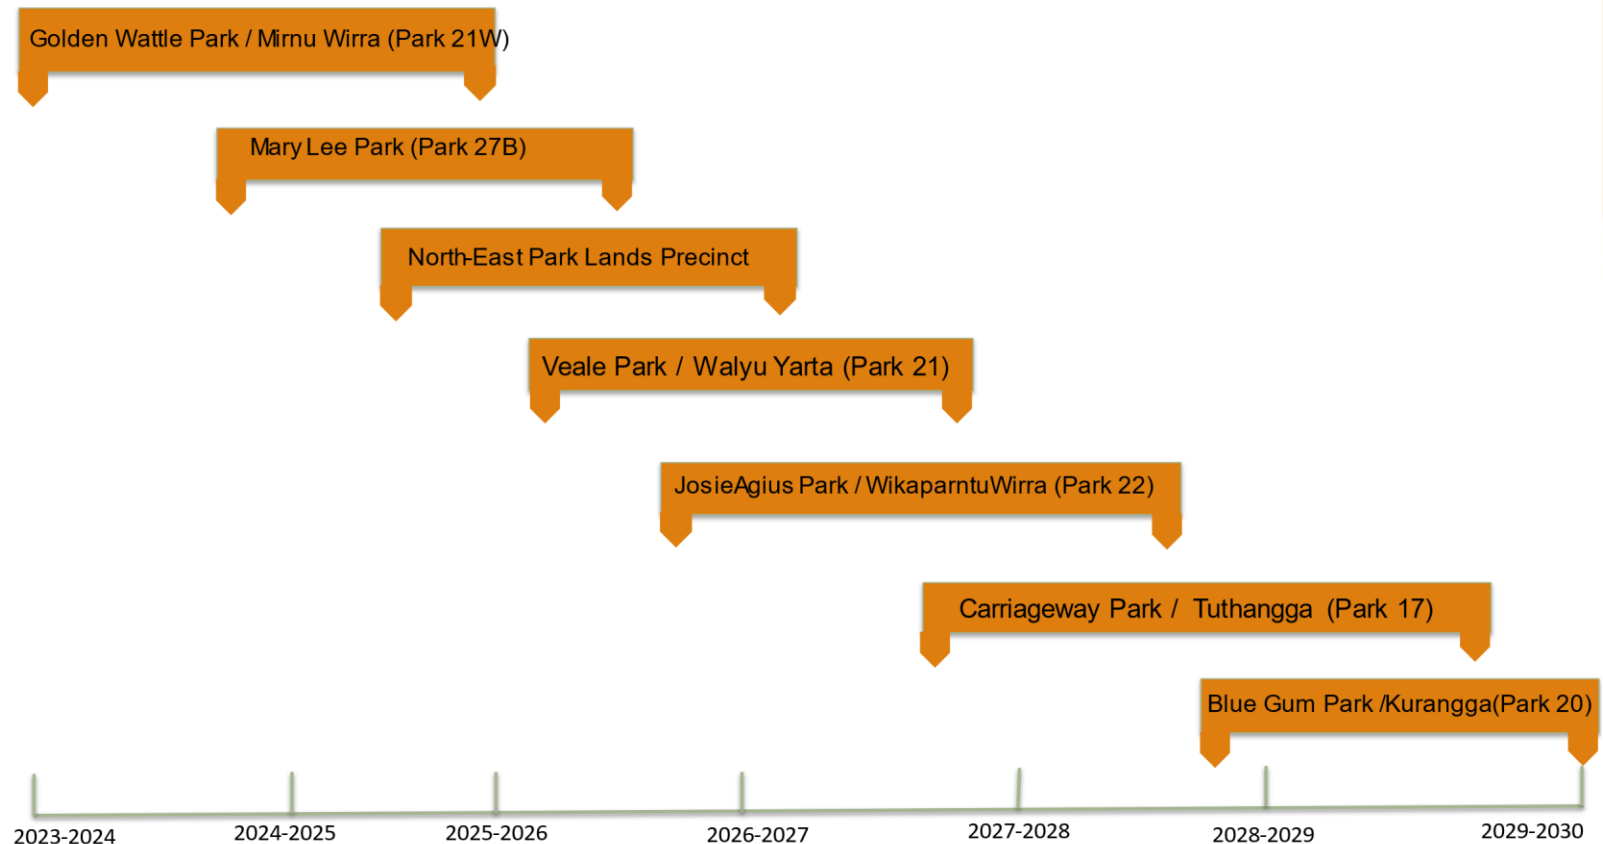 Golden Wattle Park / Mirnu Wirra (Park 21W)
Mary Lee Park (Park 27B)
North-East Park Lands Precinct
Veale Park / Walyu Yarta (Park 21)
JosieAgius Park / WikaparntuWirra (Park 22)
Carriageway Park / Tuthangga (Park 17)
Blue Gum Park /Kurangga(Park 20)
2023-2024 2024-2025 2025-2026 2026-2027 2027-2028 2028-2029 2029-2030